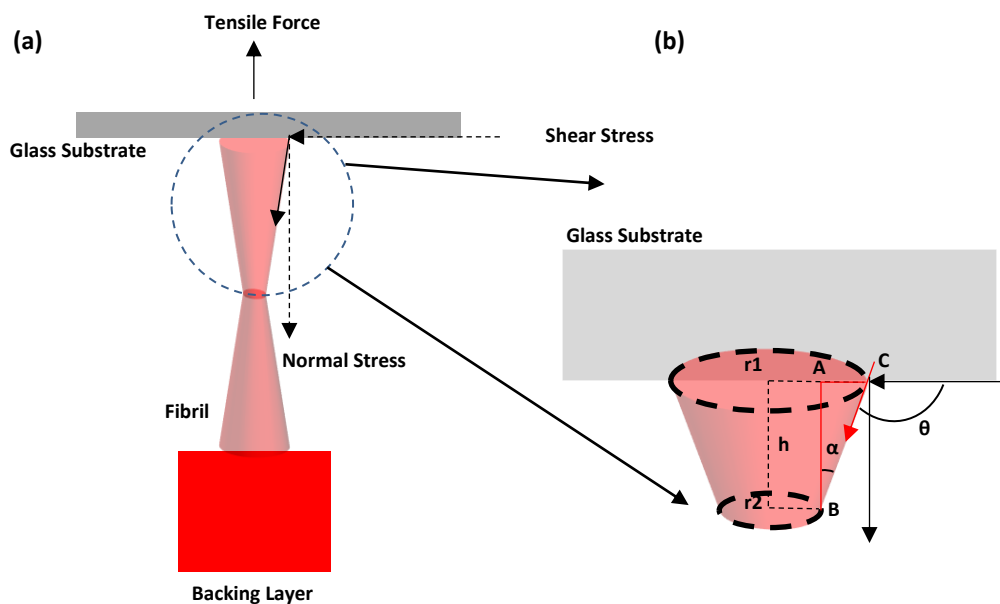 (a)
Tensile Force
Glass Substrate
Shear Stress
Normal Stress
Fibril
Backing Layer
(b)
Glass Substrate
r1
A
C
θ
h
α
r2
B